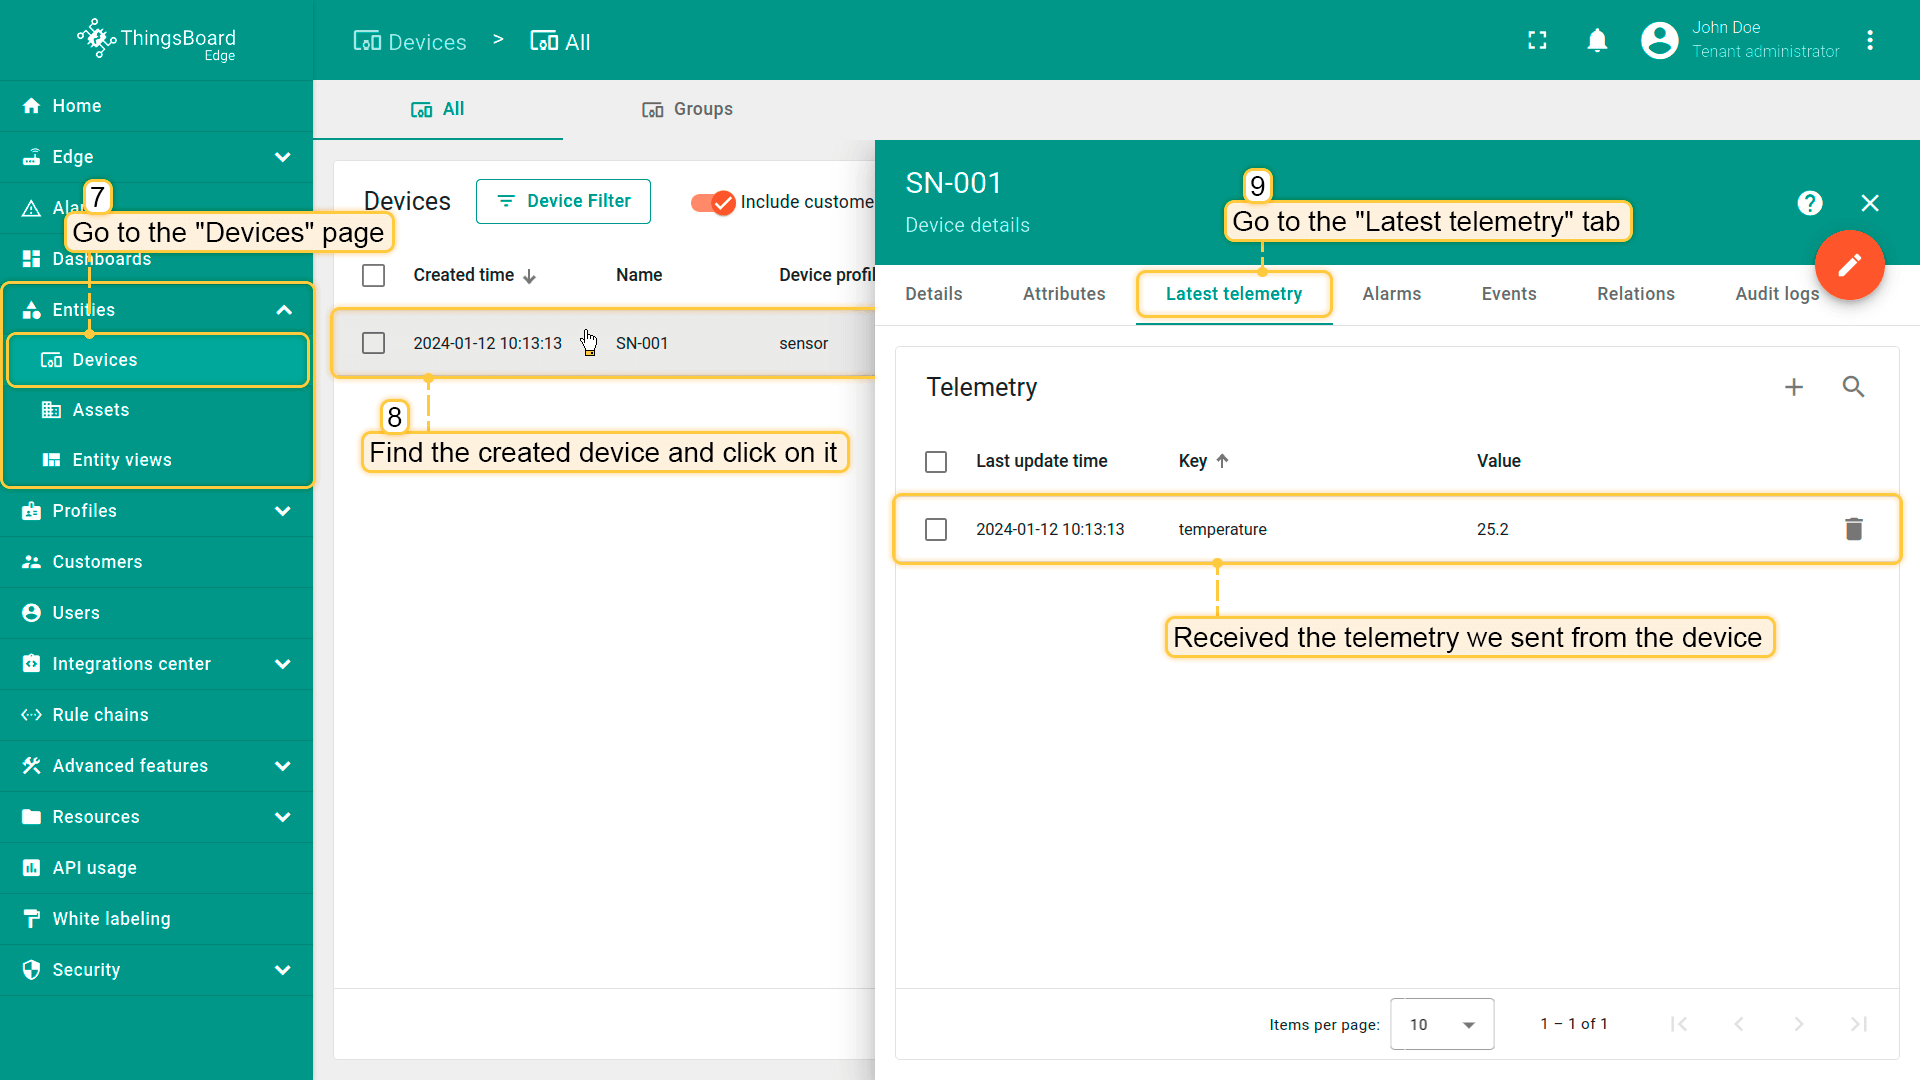 ThingsBoard
Edge
Devices > All
John Doe
Tenant administrator
Home
Edge
7
Go to the "Devices" page
Dashboards
Entities
Devices
Assets
Entity views
Profiles
Customers
Users
Integrations center
Rule chains
Advanced features
Resources
API usage
White labeling
Security
All Groups
Devices Device Filter Include custome
Created time Name Device profil
2024-01-12 10:13:13 SN-001 sensor
8
Find the created device and click on it
SN-001
Device details
9
Go to the "Latest telemetry" tab
Details Attributes Latest telemetry Alarms Events Relations Audit logs
Telemetry
Last update time Key Value
2024-01-12 10:13:13 temperature 25.2
Received the telemetry we sent from the device
Items per page: 10 1 – 1 of 1